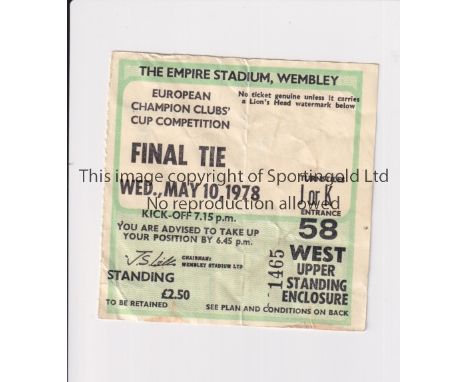 THE EMPIRE STADIUM, WEMBLEY
EUROPEAN
CHAMPION CLUBS'
CUP COMPETITION
No ticket genuine unless it carries
a Lion's Head watermark below
FINAL TIE
This image copyright of Sportingold Ltd
No reproduction allowed
WED., MAY 10, 1978
KICK-OFF 7.15 p.m.
YOU ARE ADVISED TO TAKE UP
YOUR POSITION BY 6.45 p.m.
CHAIRMAN:
WEMBLEY STADIUM LTD
STANDING
£2.50
TO BE RETAINED
TURNSTILES
J or K
ENTRANCE
58
WEST
UPPER
STANDING
ENCLOSURE
1465
SEE PLAN AND CONDITIONS ON BACK